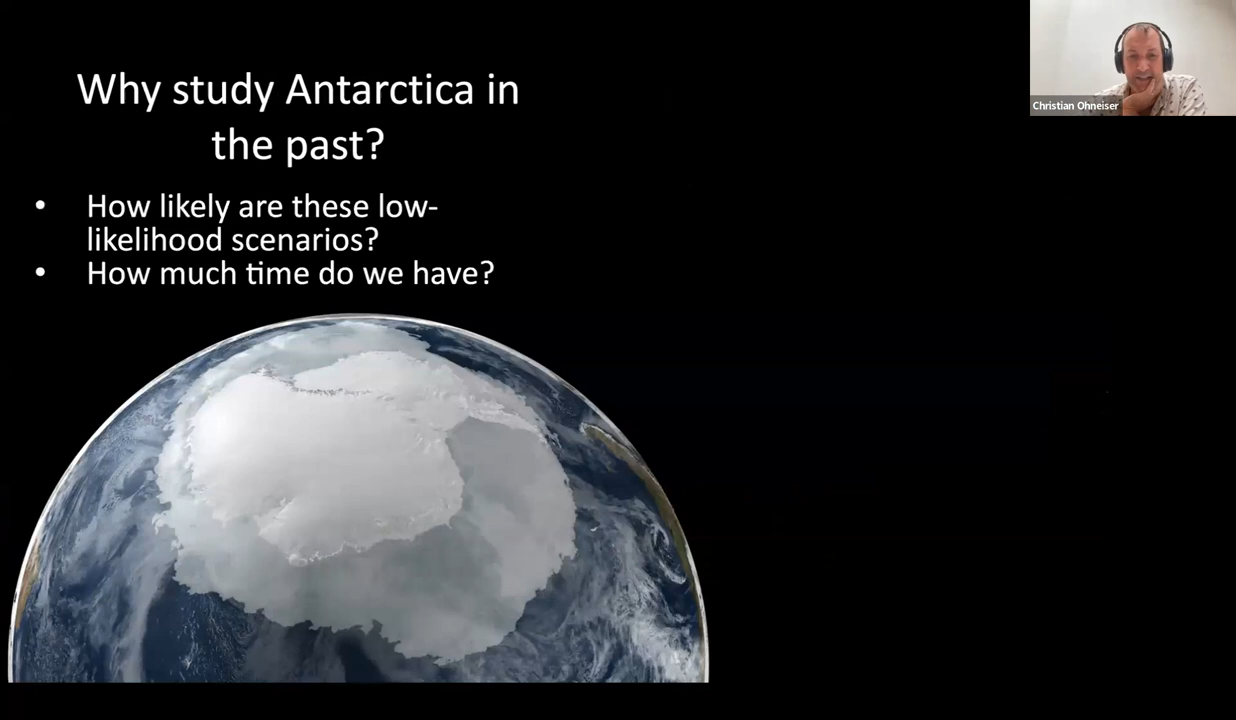 Why study Antarctica in
the past?
• How likely are these low-
likelihood scenarios?
• How much time do we have?
Christian Ohneiser